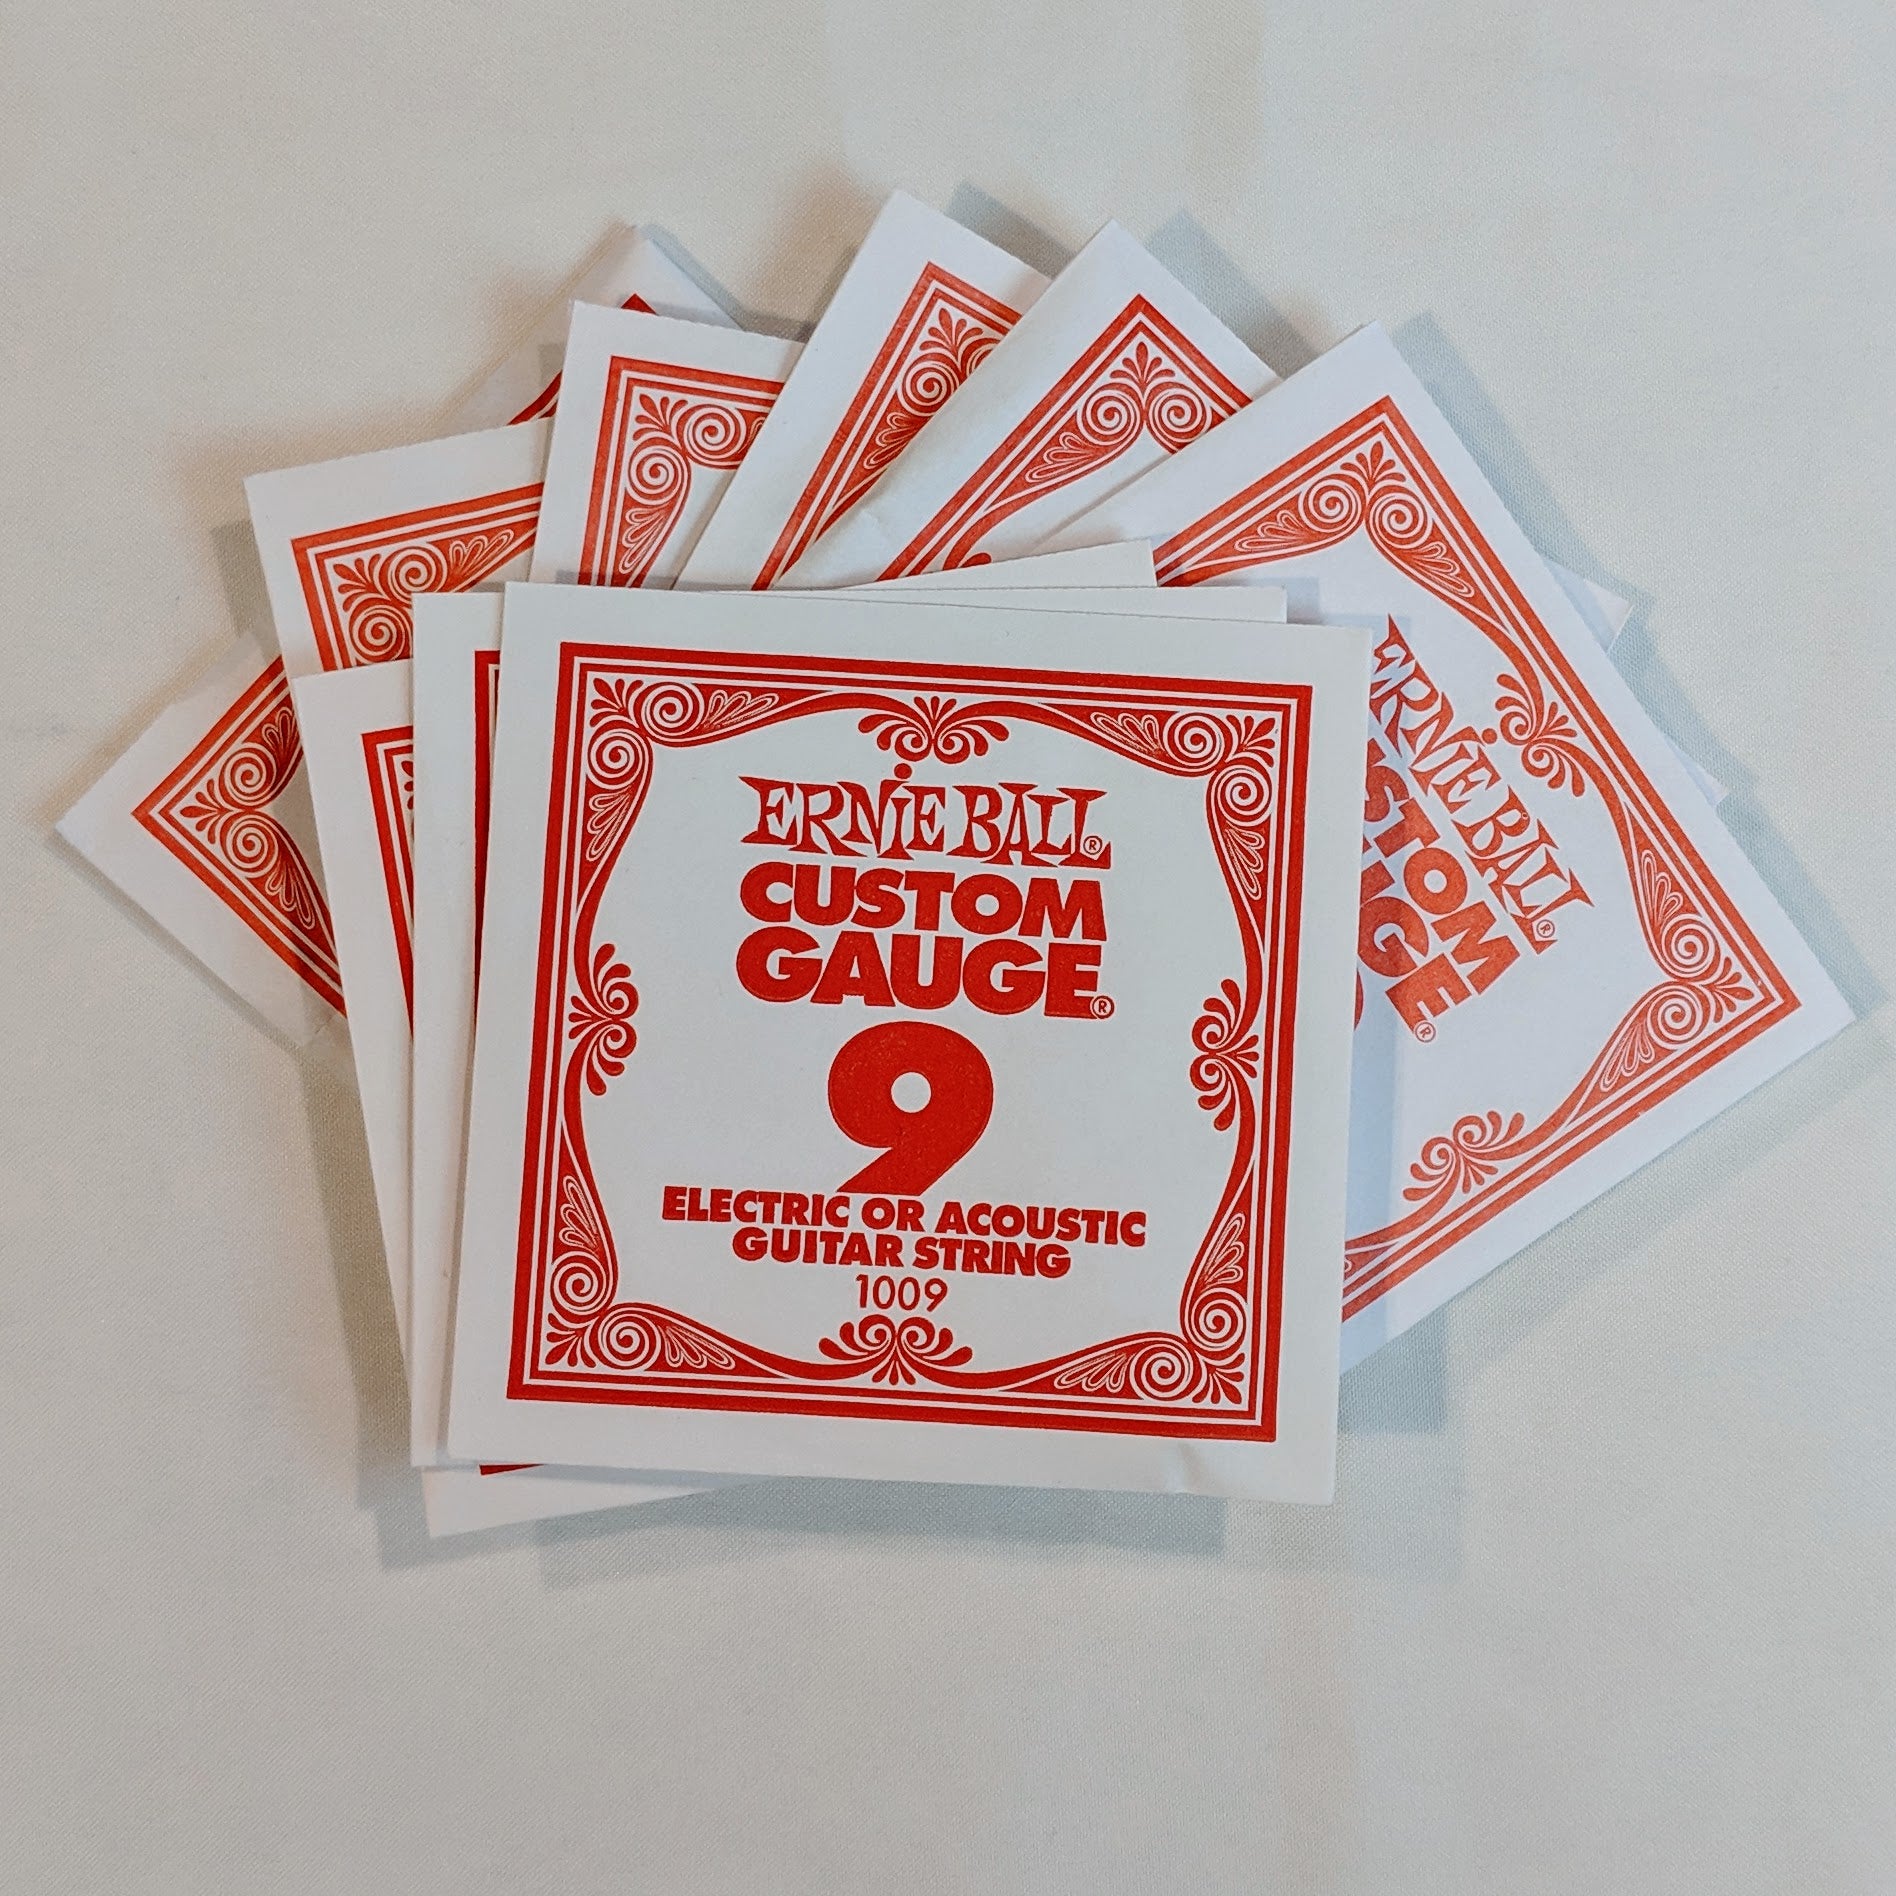 ERNIE BALL®
CUSTOM
GAUGE®
9
ELECTRIC OR ACOUSTIC
GUITAR STRING
1009
ERNIE BALL®